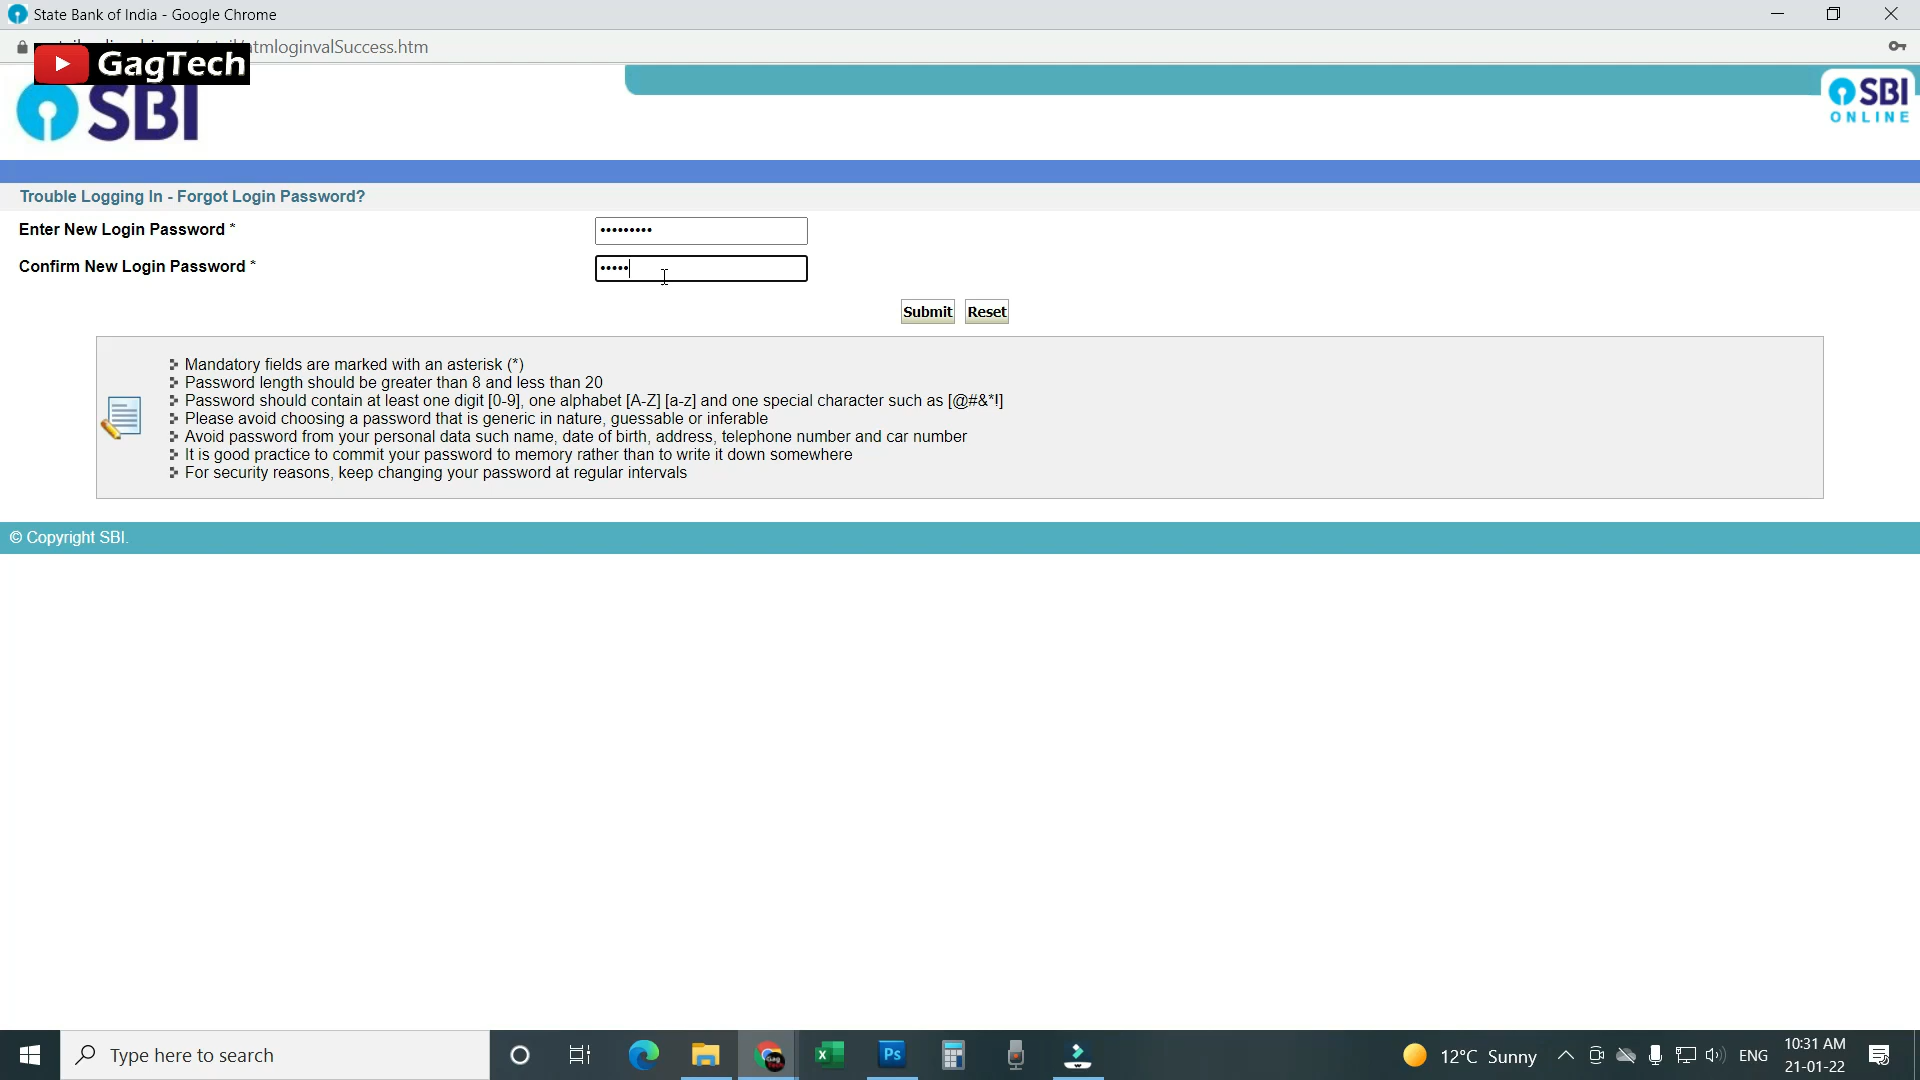 State Bank of India - Google Chrome
tmloginvalSuccess.htm
GagTech
SBI
SBI
ONLINE
Trouble Logging In - Forgot Login Password?
Enter New Login Password *
•••••••••
Confirm New Login Password *
•••••
Submit Reset
Mandatory fields are marked with an asterisk (*)
Password length should be greater than 8 and less than 20
Password should contain at least one digit [0-9], one alphabet [A-Z] [a-z] and one special character such as [@#&*!]
Please avoid choosing a password that is generic in nature, guessable or inferable
Avoid password from your personal data such name, date of birth, address, telephone number and car number
It is good practice to commit your password to memory rather than to write it down somewhere
For security reasons, keep changing your password at regular intervals
© Copyright SBI.
Type here to search
Ps
12°C Sunny
ENG
10:31 AM
21-01-22